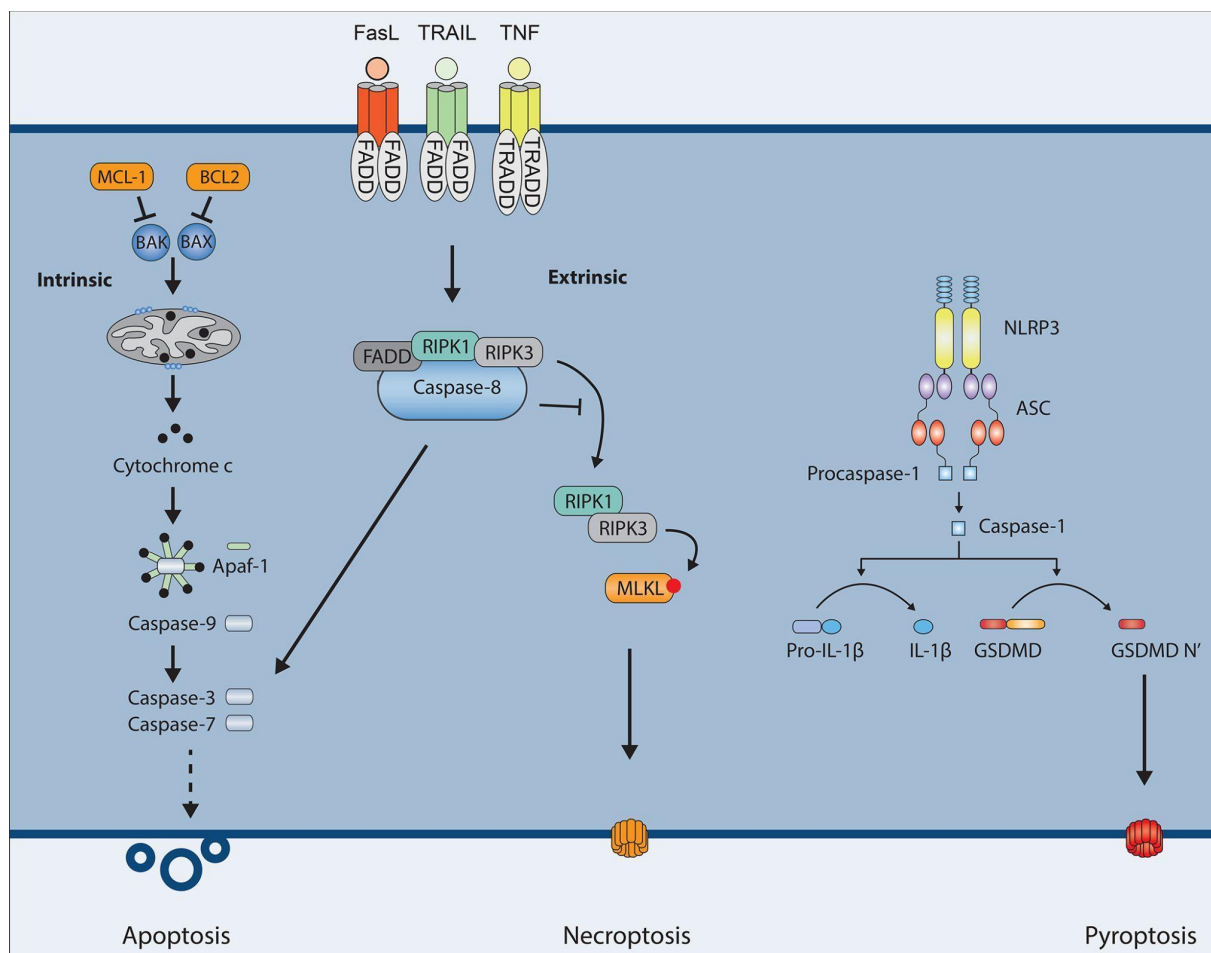 FasL TRAIL TNF
FADD FADD FADD FADD TRADD TRADD
MCL-1 BCL2
BAK BAX
Intrinsic Extrinsic
NLRP3
RIPK1
FADD RIPK3
Caspase-8
ASC
Cytochrome c
Procaspase-1
RIPK1
RIPK3
Caspase-1
Apaf-1
MLKL
Caspase-9
Pro-IL-1β IL-1β GSDMD GSDMD N′
Caspase-3
Caspase-7
Apoptosis Necroptosis Pyroptosis